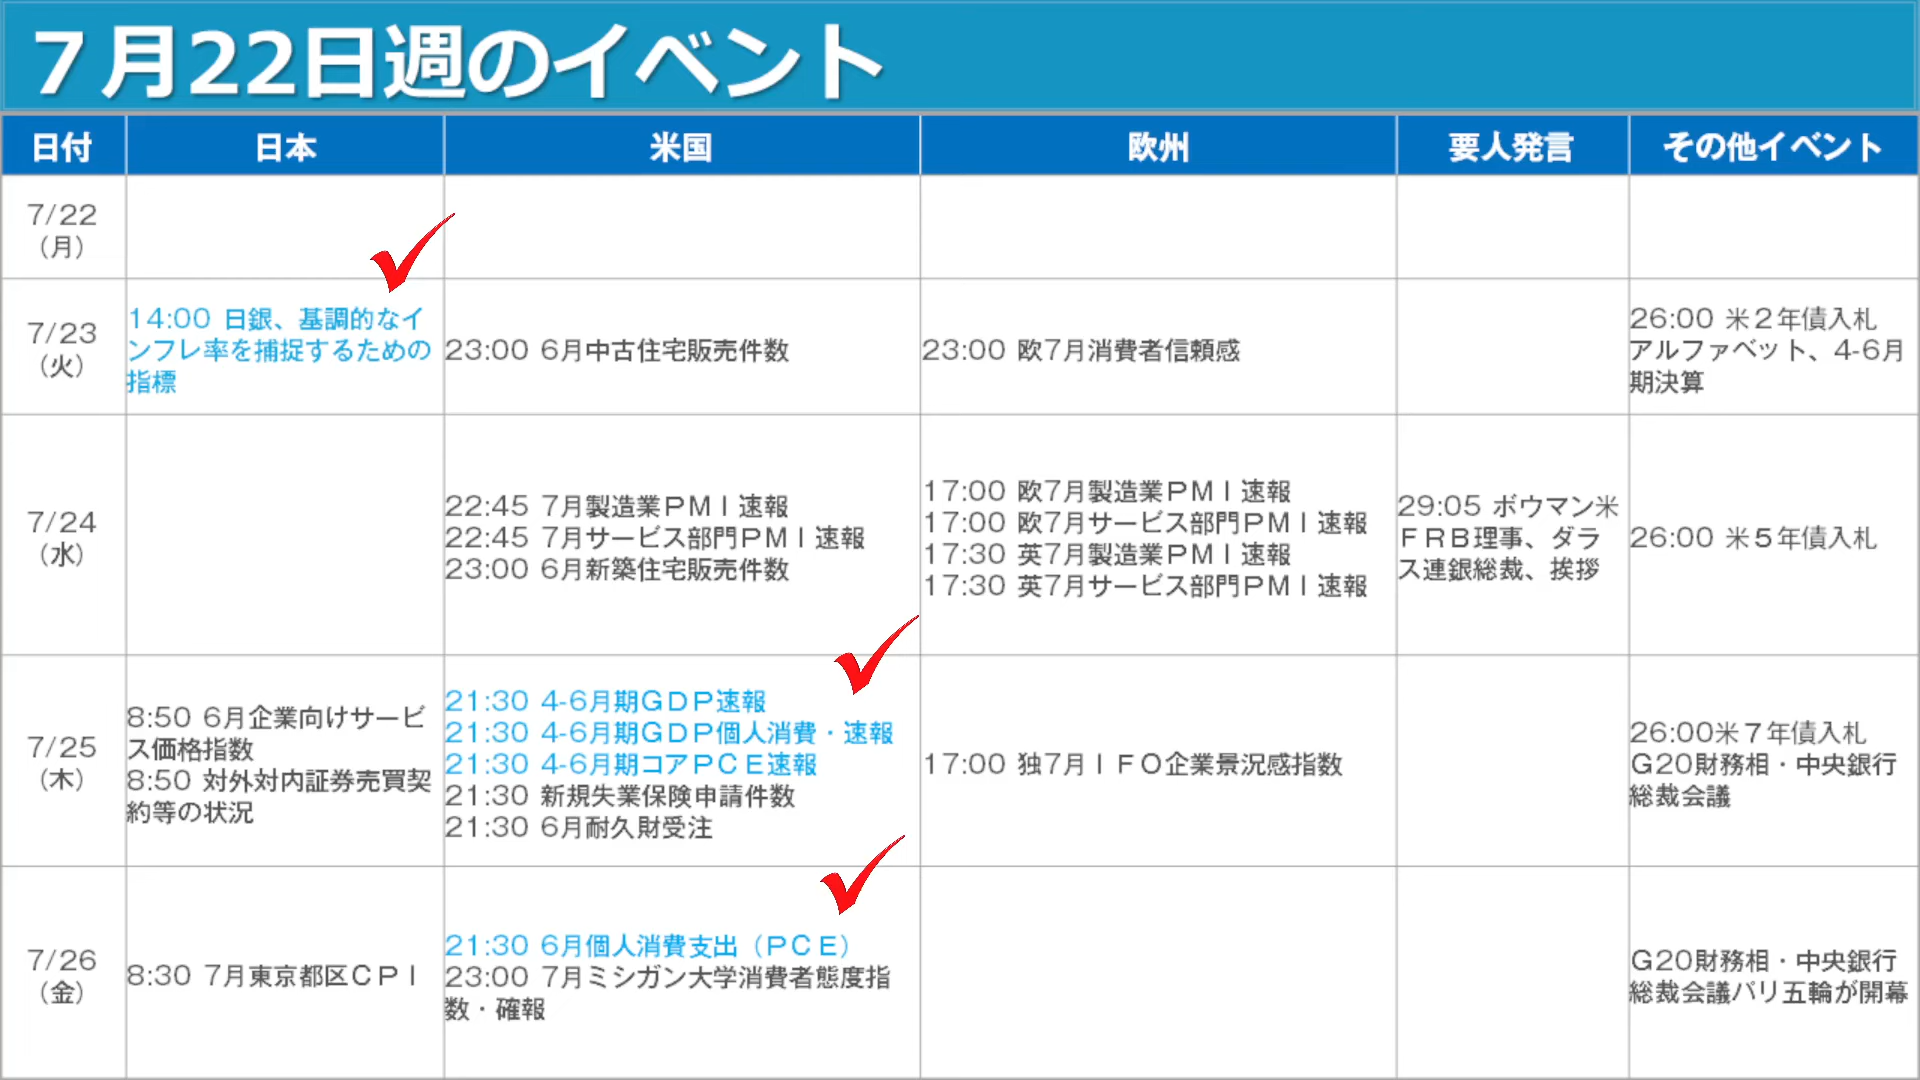 ７月22日週のイベント
日付
日本
米国
欧州
要人発言
その他イベント
7/22
（月）
7/23
（火）
14:00 日銀、基調的なイ
ンフレ率を捕捉するための
指標
23:00 6月中古住宅販売件数
23:00 欧7月消費者信頼感
26:00 米２年債入札
アルファベット、4-6月
期決算
7/24
（水）
22:45 7月製造業ＰＭＩ速報
22:45 7月サービス部門ＰＭＩ速報
23:00 6月新築住宅販売件数
17:00 欧7月製造業ＰＭＩ速報
17:00 欧7月サービス部門ＰＭＩ速報
17:30 英7月製造業ＰＭＩ速報
17:30 英7月サービス部門ＰＭＩ速報
29:05 ボウマン米
ＦＲＢ理事、ダラ
ス連銀総裁、挨拶
26:00 米５年債入札
7/25
（木）
8:50 6月企業向けサービ
ス価格指数
8:50 対外対内証券売買契
約等の状況
21:30 4-6月期ＧＤＰ速報
21:30 4-6月期ＧＤＰ個人消費・速報
21:30 4-6月期コアＰＣＥ速報
21:30 新規失業保険申請件数
21:30 6月耐久財受注
17:00 独7月ＩＦＯ企業景況感指数
26:00米７年債入札
Ｇ20財務相・中央銀行
総裁会議
7/26
（金）
8:30 7月東京都区ＣＰＩ
21:30 6月個人消費支出（ＰＣＥ）
23:00 7月ミシガン大学消費者態度指
数・確報
Ｇ20財務相・中央銀行
総裁会議パリ五輪が開幕